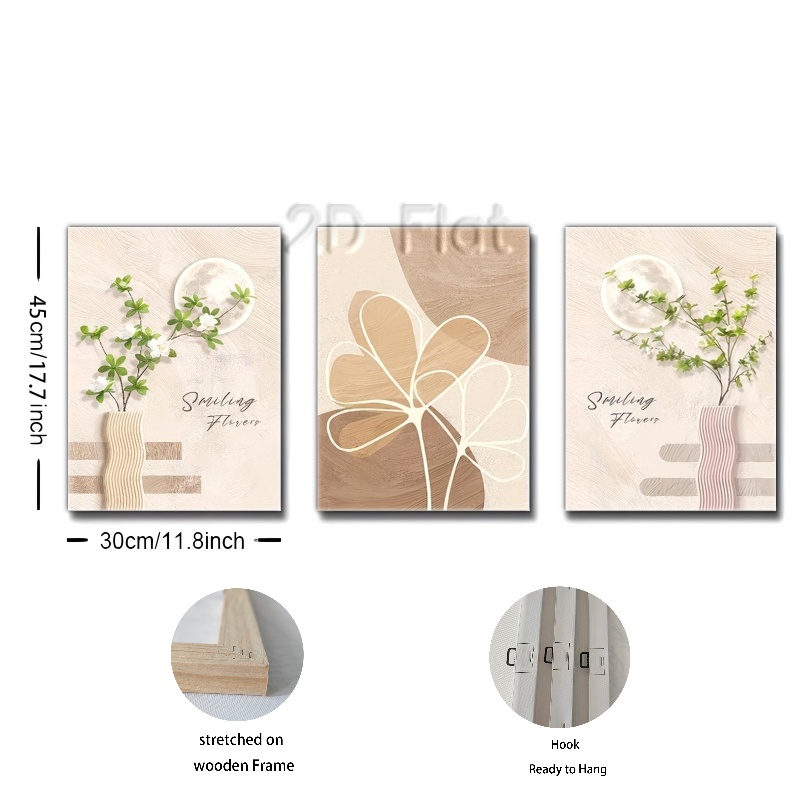 2D Flat
45cm/17.7inch
Smiling
Flowers
Smiling
Flowers
30cm/11.8inch
stretched on
wooden Frame
Hook
Ready to Hang